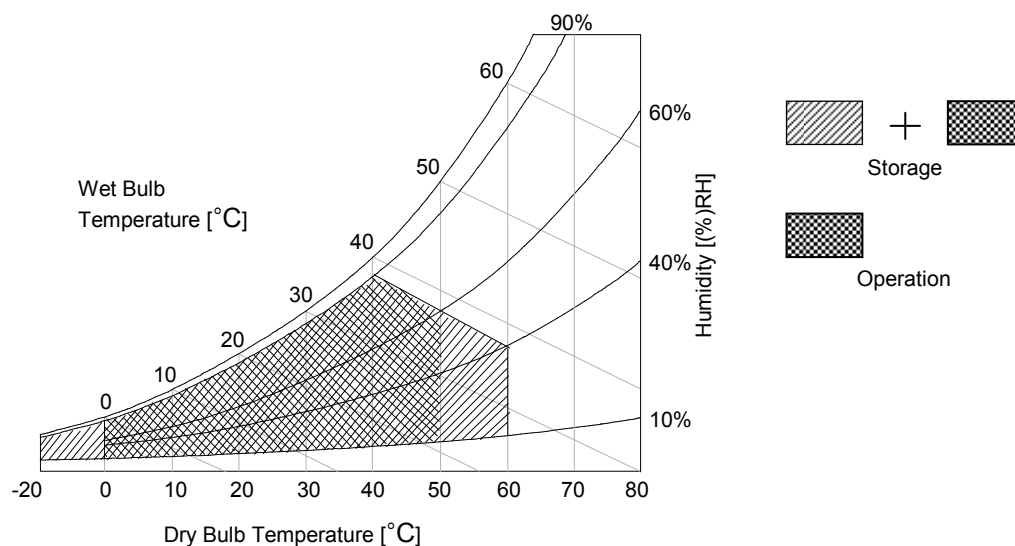 90%
60
60%
50
Wet Bulb
Temperature [°C]
40
30
20
10
0
40%
10%
Humidity [(%)RH]
-20 0 10 20 30 40 50 60 70 80
Dry Bulb Temperature [°C]
+
Storage
Operation